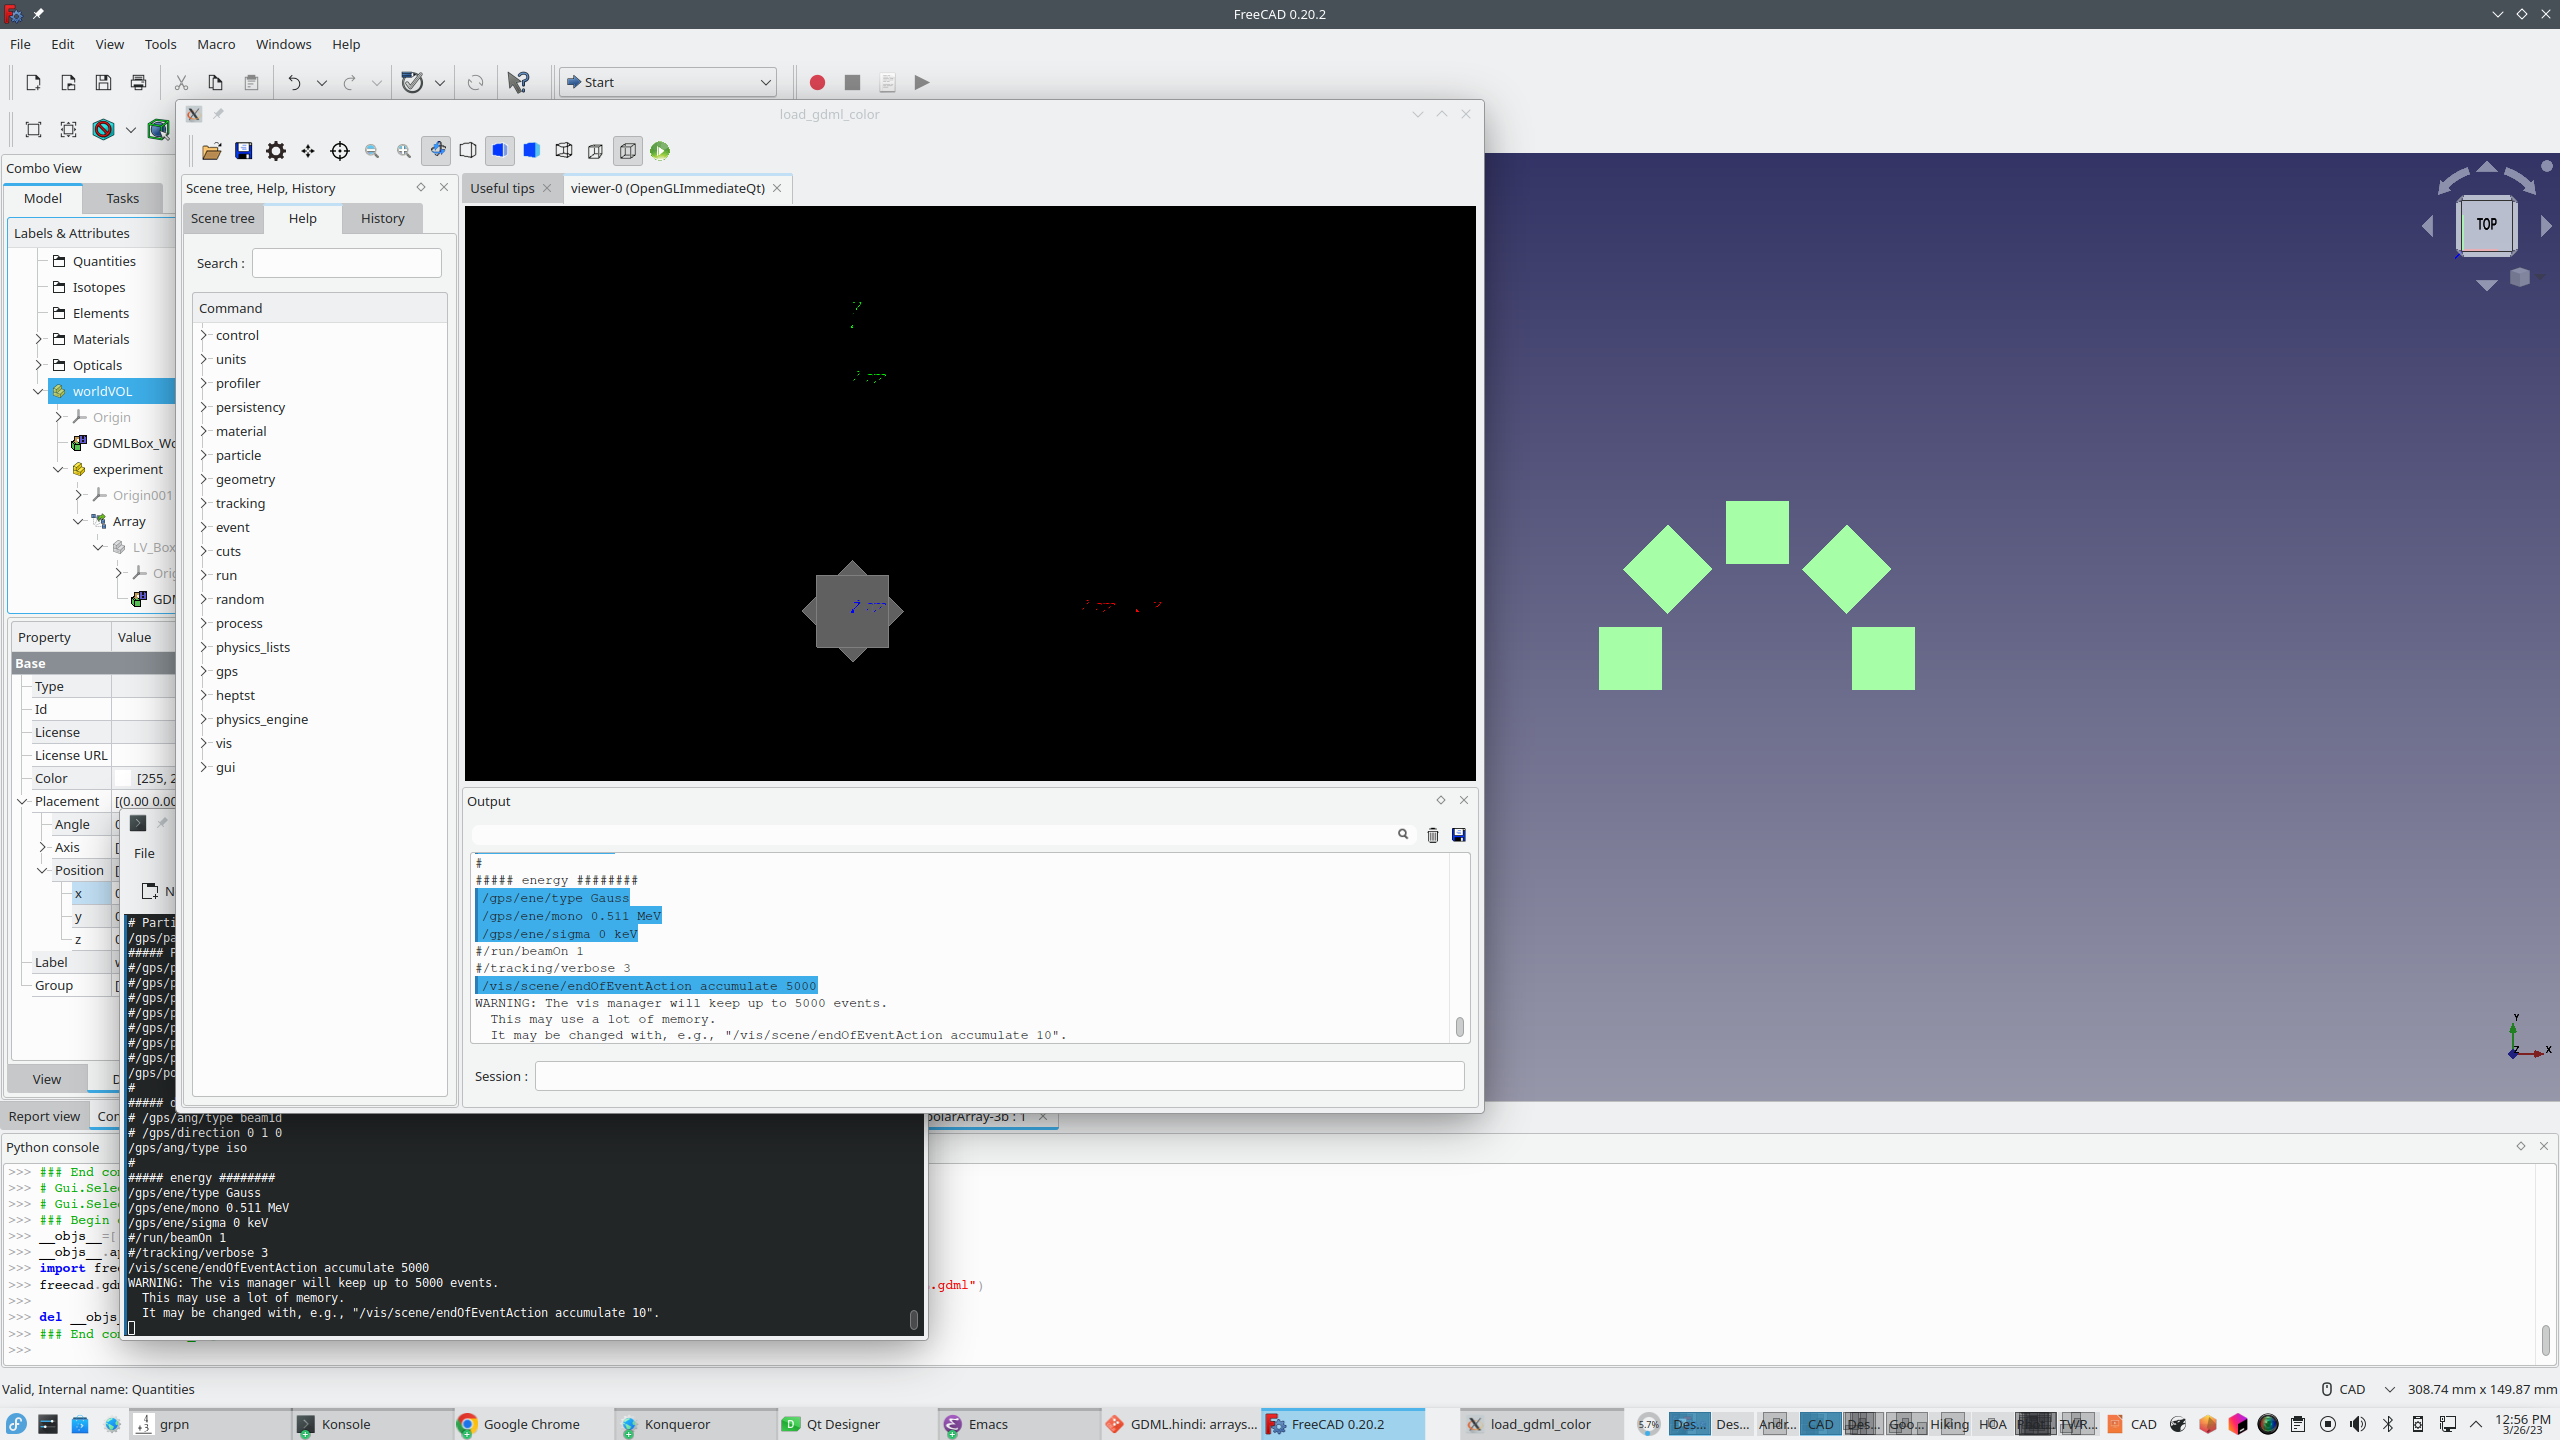 FreeCAD 0.20.2
File Edit View Tools Macro Windows Help
Start
load_gdml_color
Combo View
Model Tasks
Labels & Attributes
Quantities
Isotopes
Elements
Materials
Opticals
worldVOL
Origin
GDMLBox_Wo
experiment
Origin001
Array
LV_Box
Orig
GDM
Property Value
Base
Type
Id
License
License URL
Color [255, 2
Placement [(0.00 0.00
Angle
Axis
Position
x
y
z
Label
Group
View
Scene tree, Help, History
Scene tree Help History
Search :
Command
control
units
profiler
persistency
material
particle
geometry
tracking
event
cuts
run
random
process
physics_lists
gps
heptst
physics_engine
vis
gui
Useful tips viewer-0 (OpenGLImmediateQt)
Output
#
##### energy ########
/gps/ene/type Gauss
/gps/ene/mono 0.511 MeV
/gps/ene/sigma 0 keV
#/run/beamOn 1
#/tracking/verbose 3
/vis/scene/endOfEventAction accumulate 5000
WARNING: The vis manager will keep up to 5000 events.
This may use a lot of memory.
It may be changed with, e.g., "/vis/scene/endOfEventAction accumulate 10".
Session :
TOP
Y
Z X
File
N
# Parti
/gps/pa
##### P
#/gps/p
#/gps/p
#/gps/p
#/gps/p
#/gps/p
#/gps/p
#/gps/p
/gps/po
#
##### d
# /gps/ang/type beam1d
# /gps/direction 0 1 0
/gps/ang/type iso
#
##### energy ########
/gps/ene/type Gauss
/gps/ene/mono 0.511 MeV
/gps/ene/sigma 0 keV
#/run/beamOn 1
#/tracking/verbose 3
/vis/scene/endOfEventAction accumulate 5000
WARNING: The vis manager will keep up to 5000 events.
This may use a lot of memory.
It may be changed with, e.g., "/vis/scene/endOfEventAction accumulate 10".
Report view Con
polarArray-3b : 1
Python console
>>> ### End co
>>> # Gui.Sele
>>> # Gui.Sele
>>> ### Begin
>>> __objs__=[
>>> __objs__.a
>>> import free
>>> freecad.gd .gdml")
>>>
>>> del __objs
>>> ### End co
>>>
Valid, Internal name: Quantities
CAD 308.74 mm x 149.87 mm
grpn Konsole Google Chrome Konqueror Qt Designer Emacs GDML.hindi: arrays... FreeCAD 0.20.2 load_gdml_color 5.7% Des... Des... Andr... CAD Des... Goo... Hiking HOA TWR... CAD 12:56 PM
3/26/23